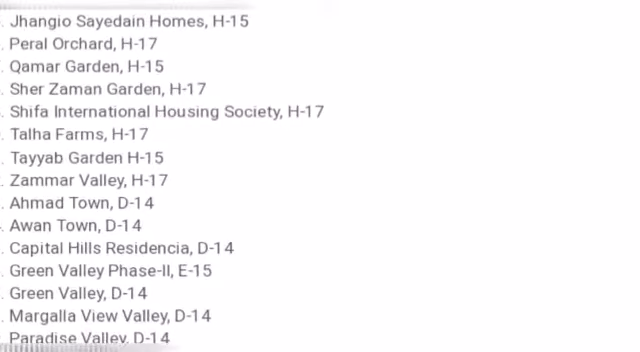 . Jhangio Sayedain Homes, H-15
. Peral Orchard, H-17
. Qamar Garden, H-15
. Sher Zaman Garden, H-17
. Shifa International Housing Society, H-17
. Talha Farms, H-17
. Tayyab Garden H-15
. Zammar Valley, H-17
. Ahmad Town, D-14
. Awan Town, D-14
. Capital Hills Residencia, D-14
. Green Valley Phase-II, E-15
. Green Valley, D-14
. Margalla View Valley, D-14
. Paradise Valley, D-14